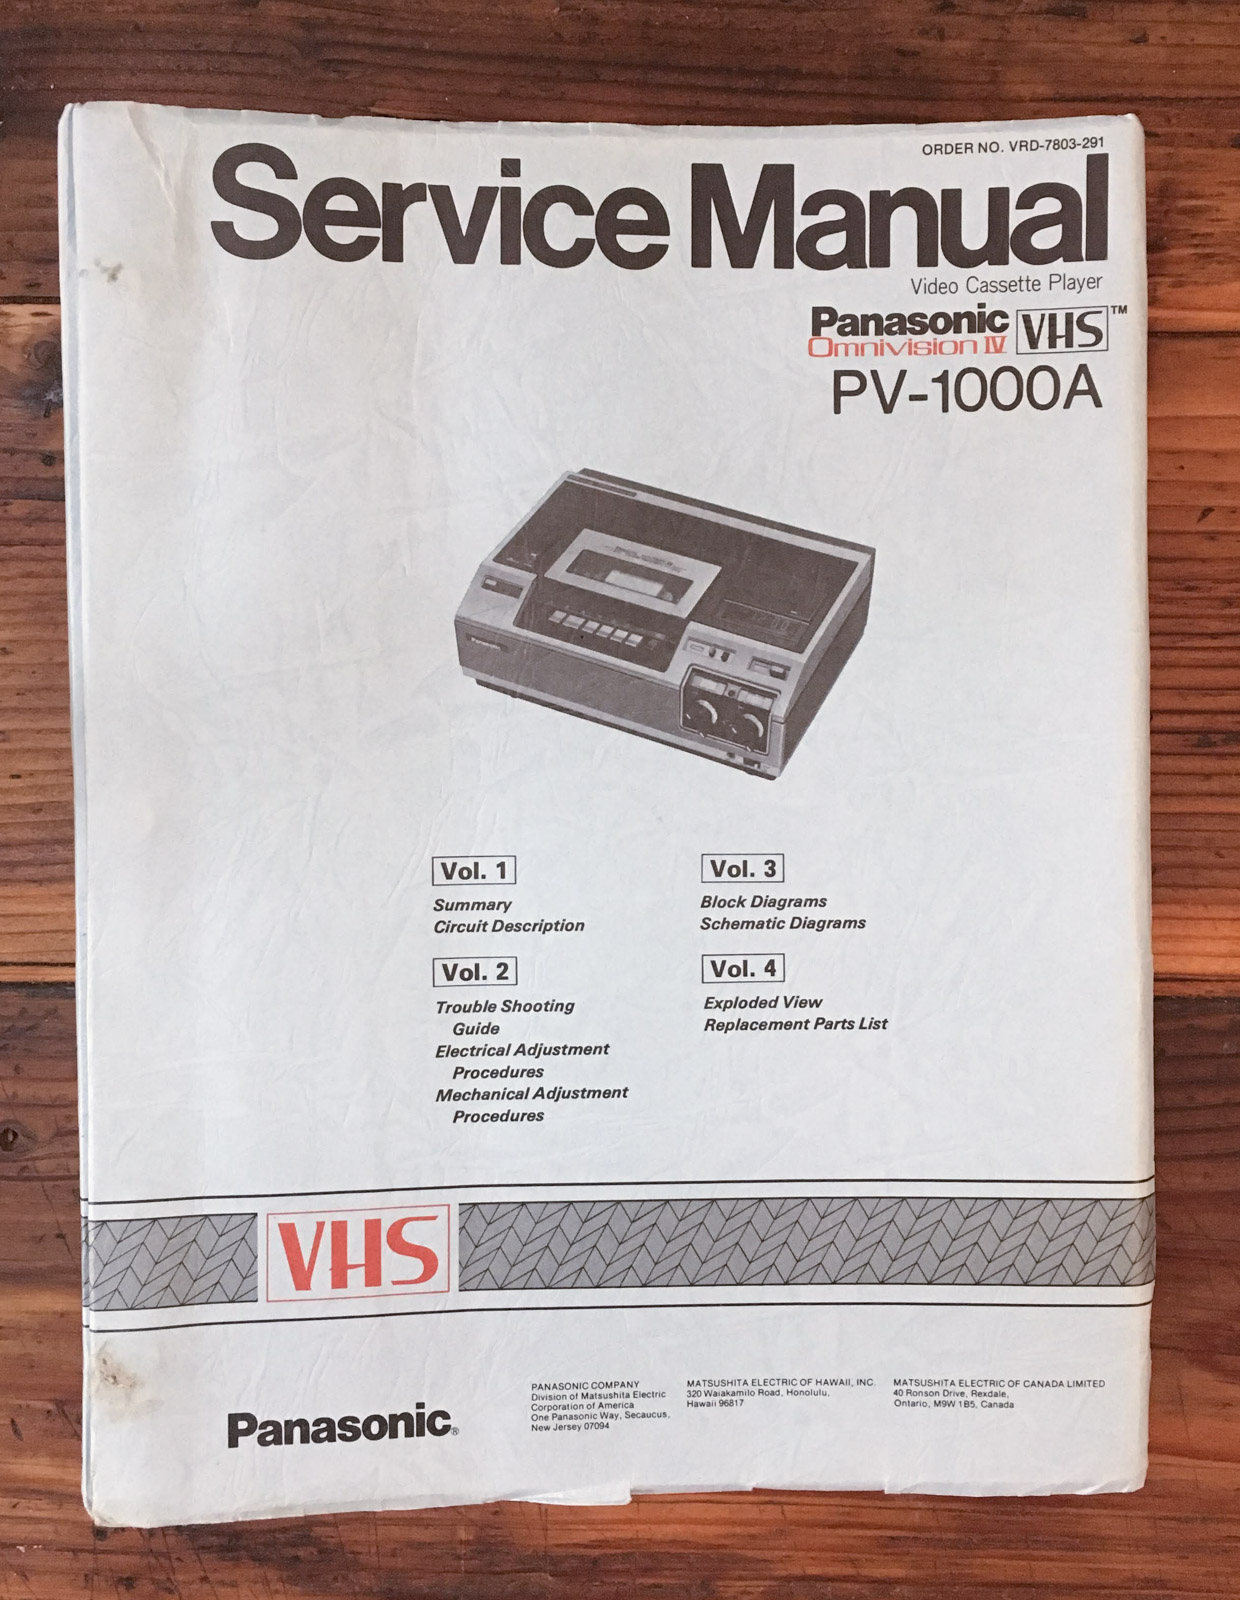 ORDER NO. VRD-7803-291
Service Manual
Video Cassette Player
Panasonic VHS™
Omnivision IV
PV-1000A
Panasonic
Vol. 1
Summary
Circuit Description
Vol. 2
Trouble Shooting
Guide
Electrical Adjustment
Procedures
Mechanical Adjustment
Procedures
Vol. 3
Block Diagrams
Schematic Diagrams
Vol. 4
Exploded View
Replacement Parts List
VHS
Panasonic®
PANASONIC COMPANY
Division of Matsushita Electric
Corporation of America
One Panasonic Way, Secaucus,
New Jersey 07094
MATSUSHITA ELECTRIC OF HAWAII, INC.
320 Waiakamilo Road, Honolulu,
Hawaii 96817
MATSUSHITA ELECTRIC OF CANADA LIMITED
40 Ronson Drive, Rexdale,
Ontario, M9W 1B5, Canada